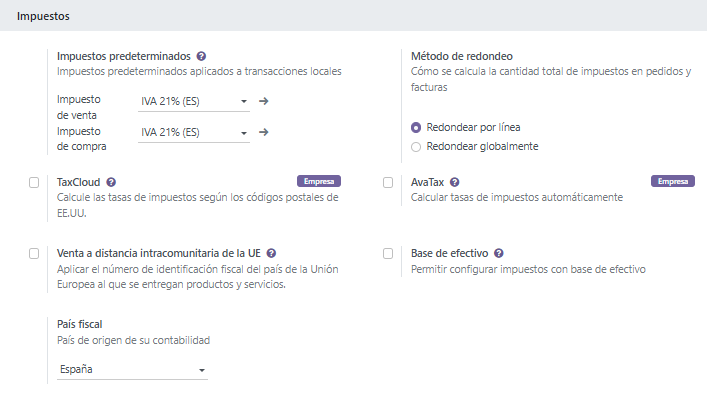 Impuestos
Impuestos predeterminados ?
Impuestos predeterminados aplicados a transacciones locales
Impuesto
de venta
IVA 21% (ES)
Impuesto
de compra
IVA 21% (ES)
Método de redondeo
Cómo se calcula la cantidad total de impuestos en pedidos y
facturas
Redondear por línea
Redondear globalmente
TaxCloud ?
Empresa
Calcule las tasas de impuestos según los códigos postales de
EE.UU.
AvaTax ?
Empresa
Calcular tasas de impuestos automáticamente
Venta a distancia intracomunitaria de la UE ?
Aplicar el número de identificación fiscal del país de la Unión
Europea al que se entregan productos y servicios.
Base de efectivo ?
Permitir configurar impuestos con base de efectivo
País fiscal
País de origen de su contabilidad
España